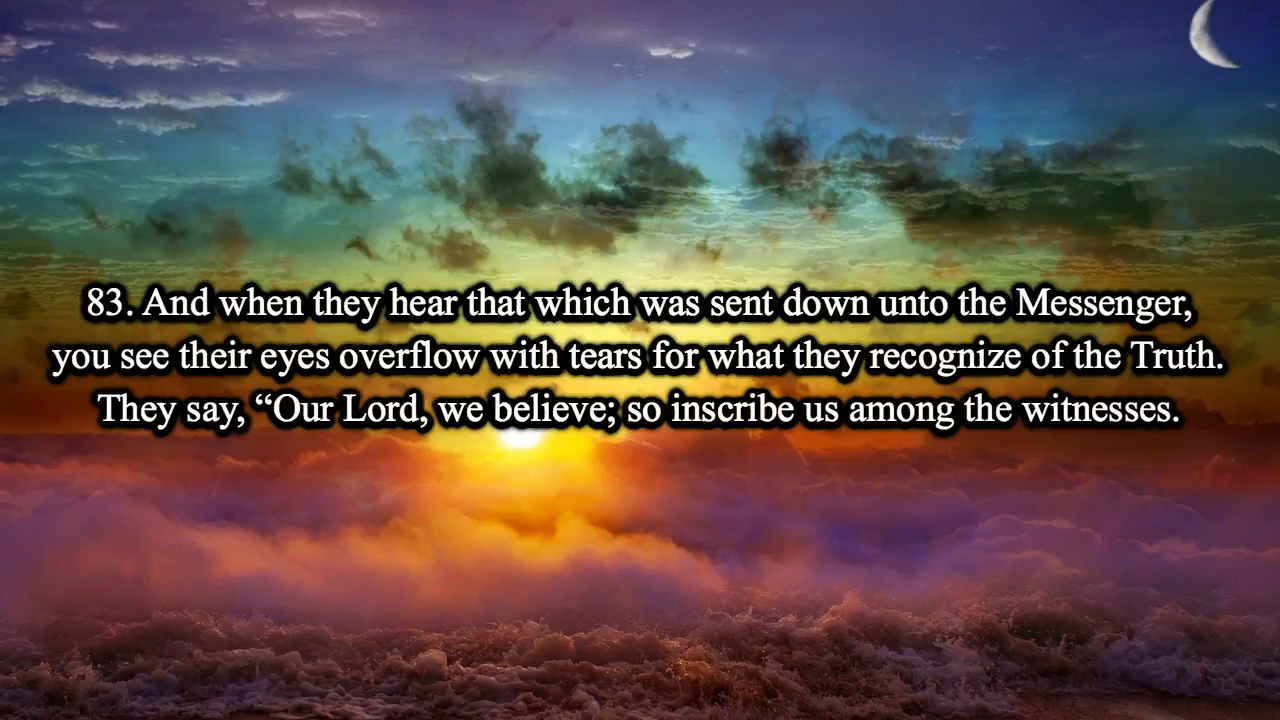 83. And when they hear that which was sent down unto the Messenger,
you see their eyes overflow with tears for what they recognize of the Truth.
They say, “Our Lord, we believe; so inscribe us among the witnesses.